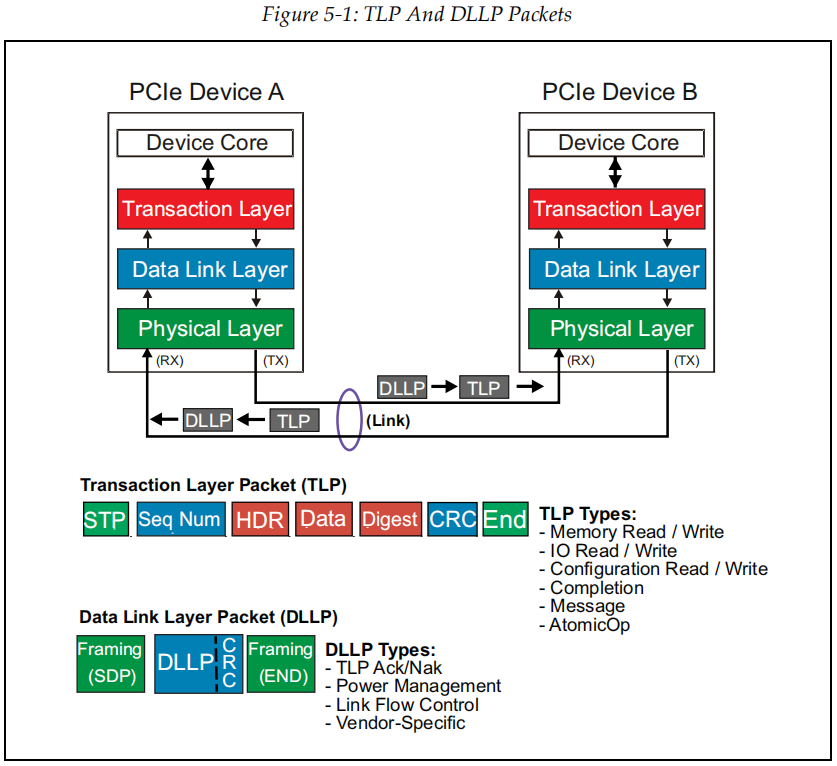 Figure 5-1: TLP And DLLP Packets
PCIe Device A
PCIe Device B
Device Core
Device Core
Transaction Layer
Transaction Layer
Data Link Layer
Data Link Layer
Physical Layer
Physical Layer
(RX)
(TX)
(RX)
(TX)
DLLP
TLP
DLLP
TLP
(Link)
Transaction Layer Packet (TLP)
STP
Seq Num
HDR
Data
Digest
CRC
End
TLP Types:
- Memory Read / Write
- IO Read / Write
- Configuration Read / Write
- Completion
- Message
- AtomicOp
Data Link Layer Packet (DLLP)
Framing
(SDP)
DLLP
CRC
Framing
(END)
DLLP Types:
- TLP Ack/Nak
- Power Management
- Link Flow Control
- Vendor-Specific